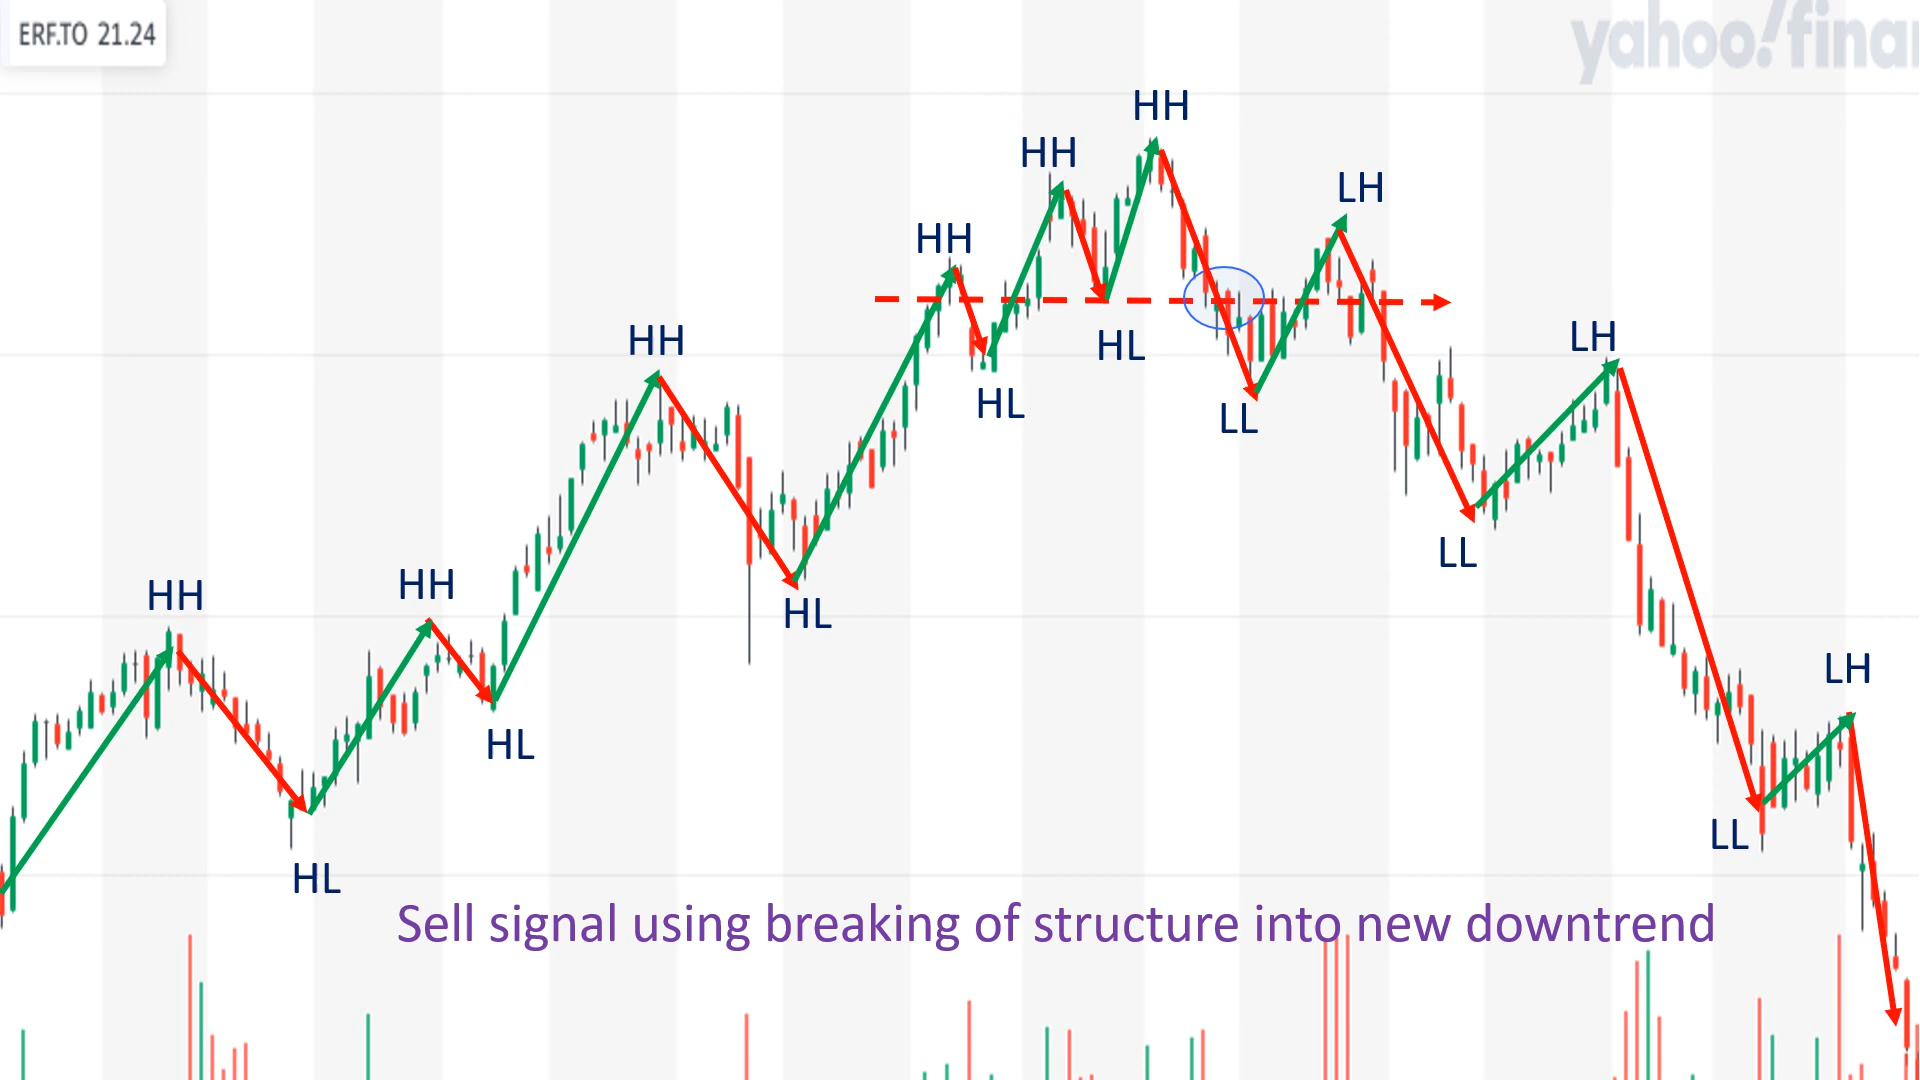 ERF.TO 21.24
yahoo!finan
HH
HH
LH
HH
HH
HH
LH
HL
HL
LL
LL
HH
HH
HL
LH
HL
LL
HL
Sell signal using breaking of structure into new downtrend